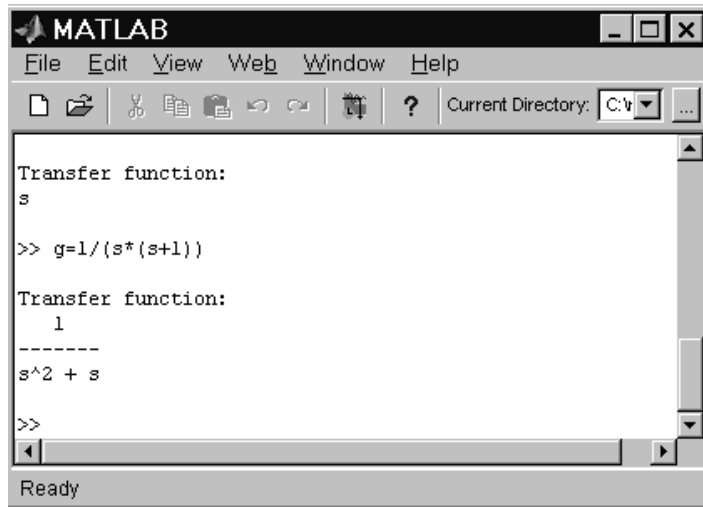 MATLAB
File Edit View Web Window Help
? Current Directory: C:\r ...
Transfer function:
s
>> g=1/(s*(s+1))
Transfer function:
1
-------
s^2 + s
>>
Ready